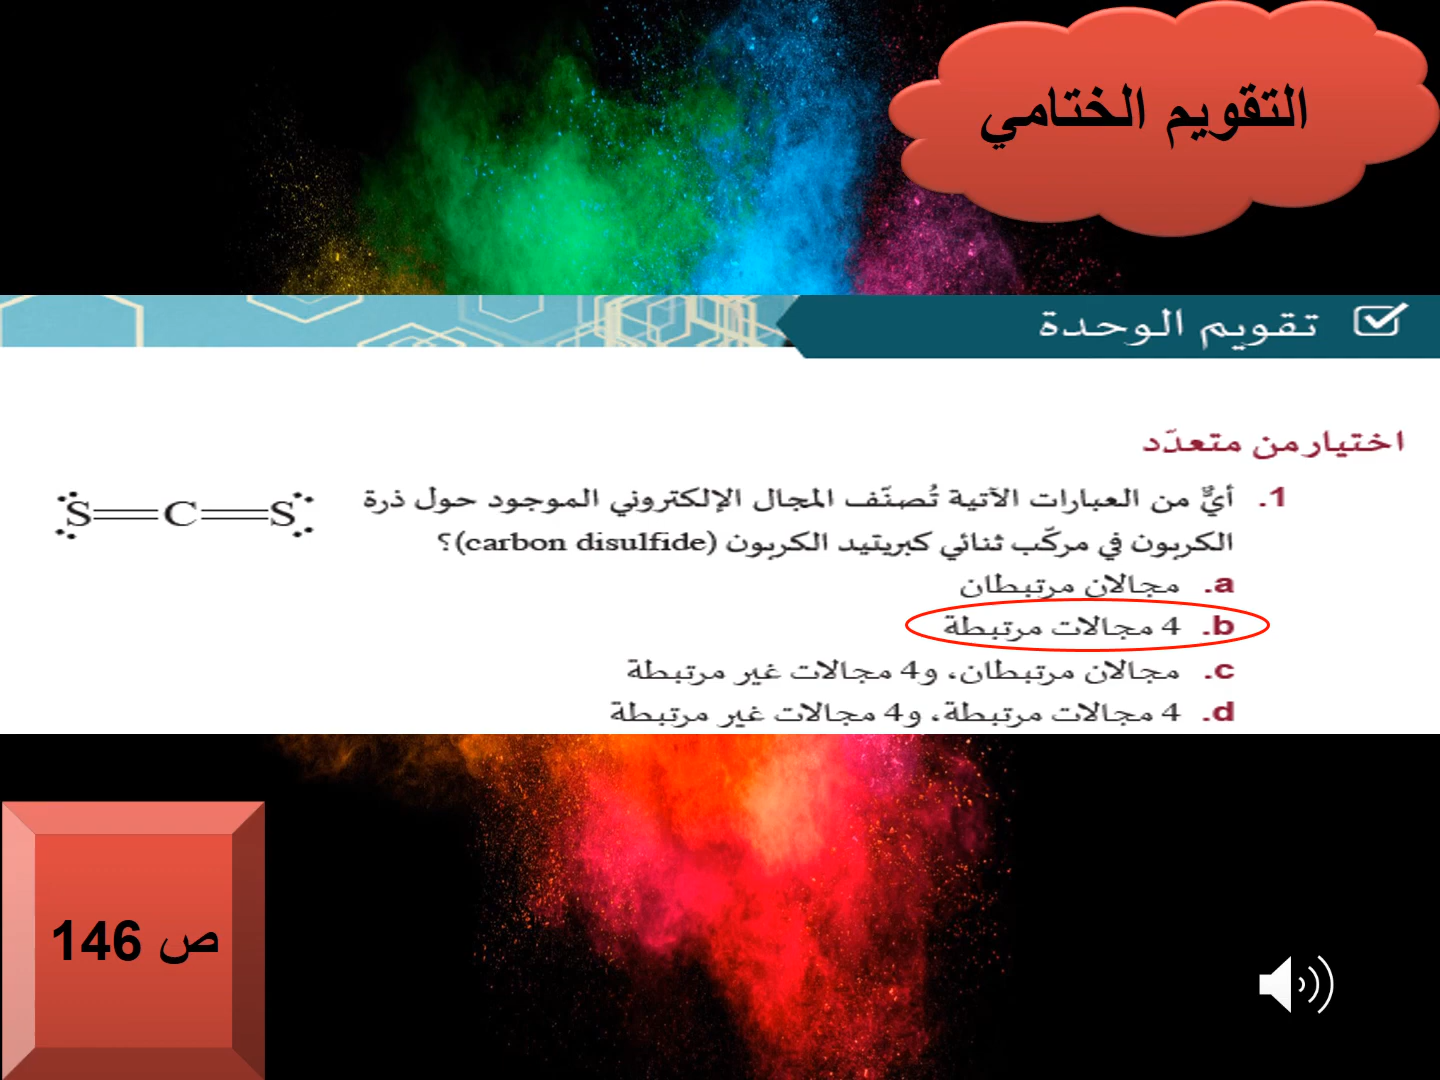 التقويم الختامي
تقويم الوحدة
اختيار من متعدّد
1. أيٌّ من العبارات الآتية تُصنّف المجال الإلكتروني الموجود حول ذرة
الكربون في مركّب ثنائي كبريتيد الكربون (carbon disulfide)؟
S=C=S
a. مجالان مرتبطان
b. 4 مجالات مرتبطة
c. مجالان مرتبطان، و4 مجالات غير مرتبطة
d. 4 مجالات مرتبطة، و4 مجالات غير مرتبطة
ص 146